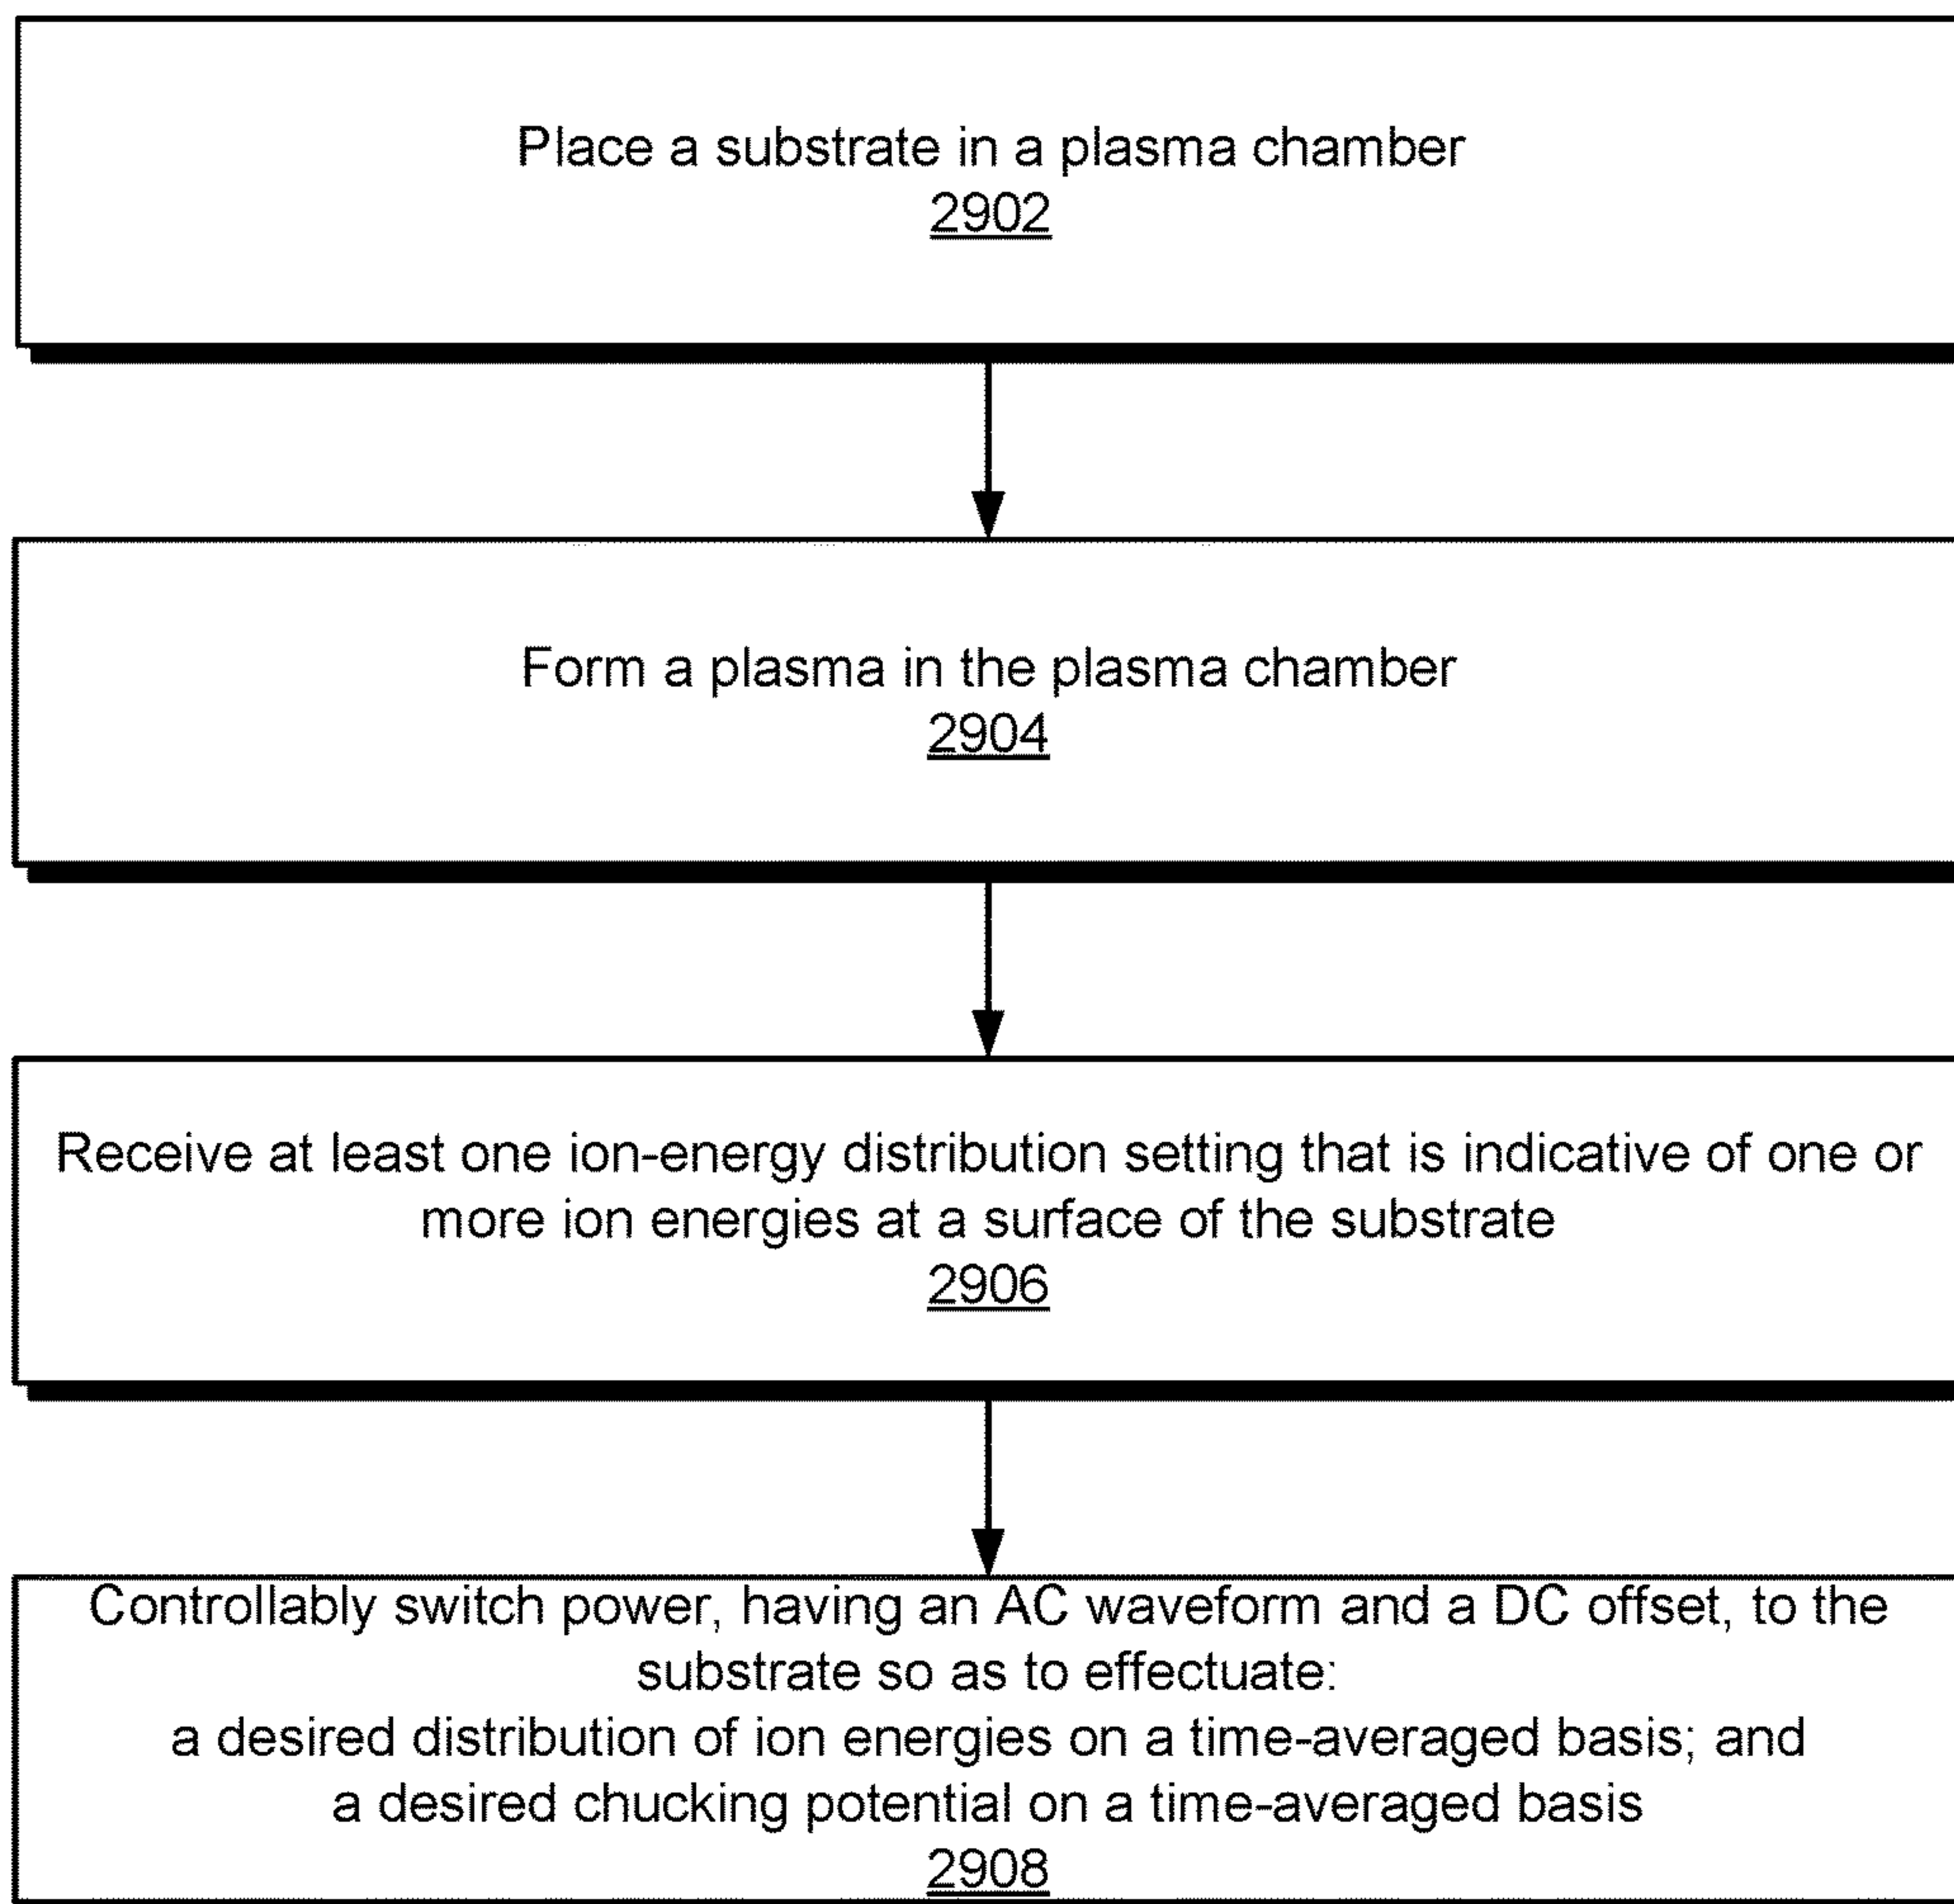 Place a substrate in a plasma chamber
2902
Form a plasma in the plasma chamber
2904
Receive at least one ion-energy distribution setting that is indicative of one or
more ion energies at a surface of the substrate
2906
Controllably switch power, having an AC waveform and a DC offset, to the
substrate so as to effectuate:
a desired distribution of ion energies on a time-averaged basis; and
a desired chucking potential on a time-averaged basis
2908